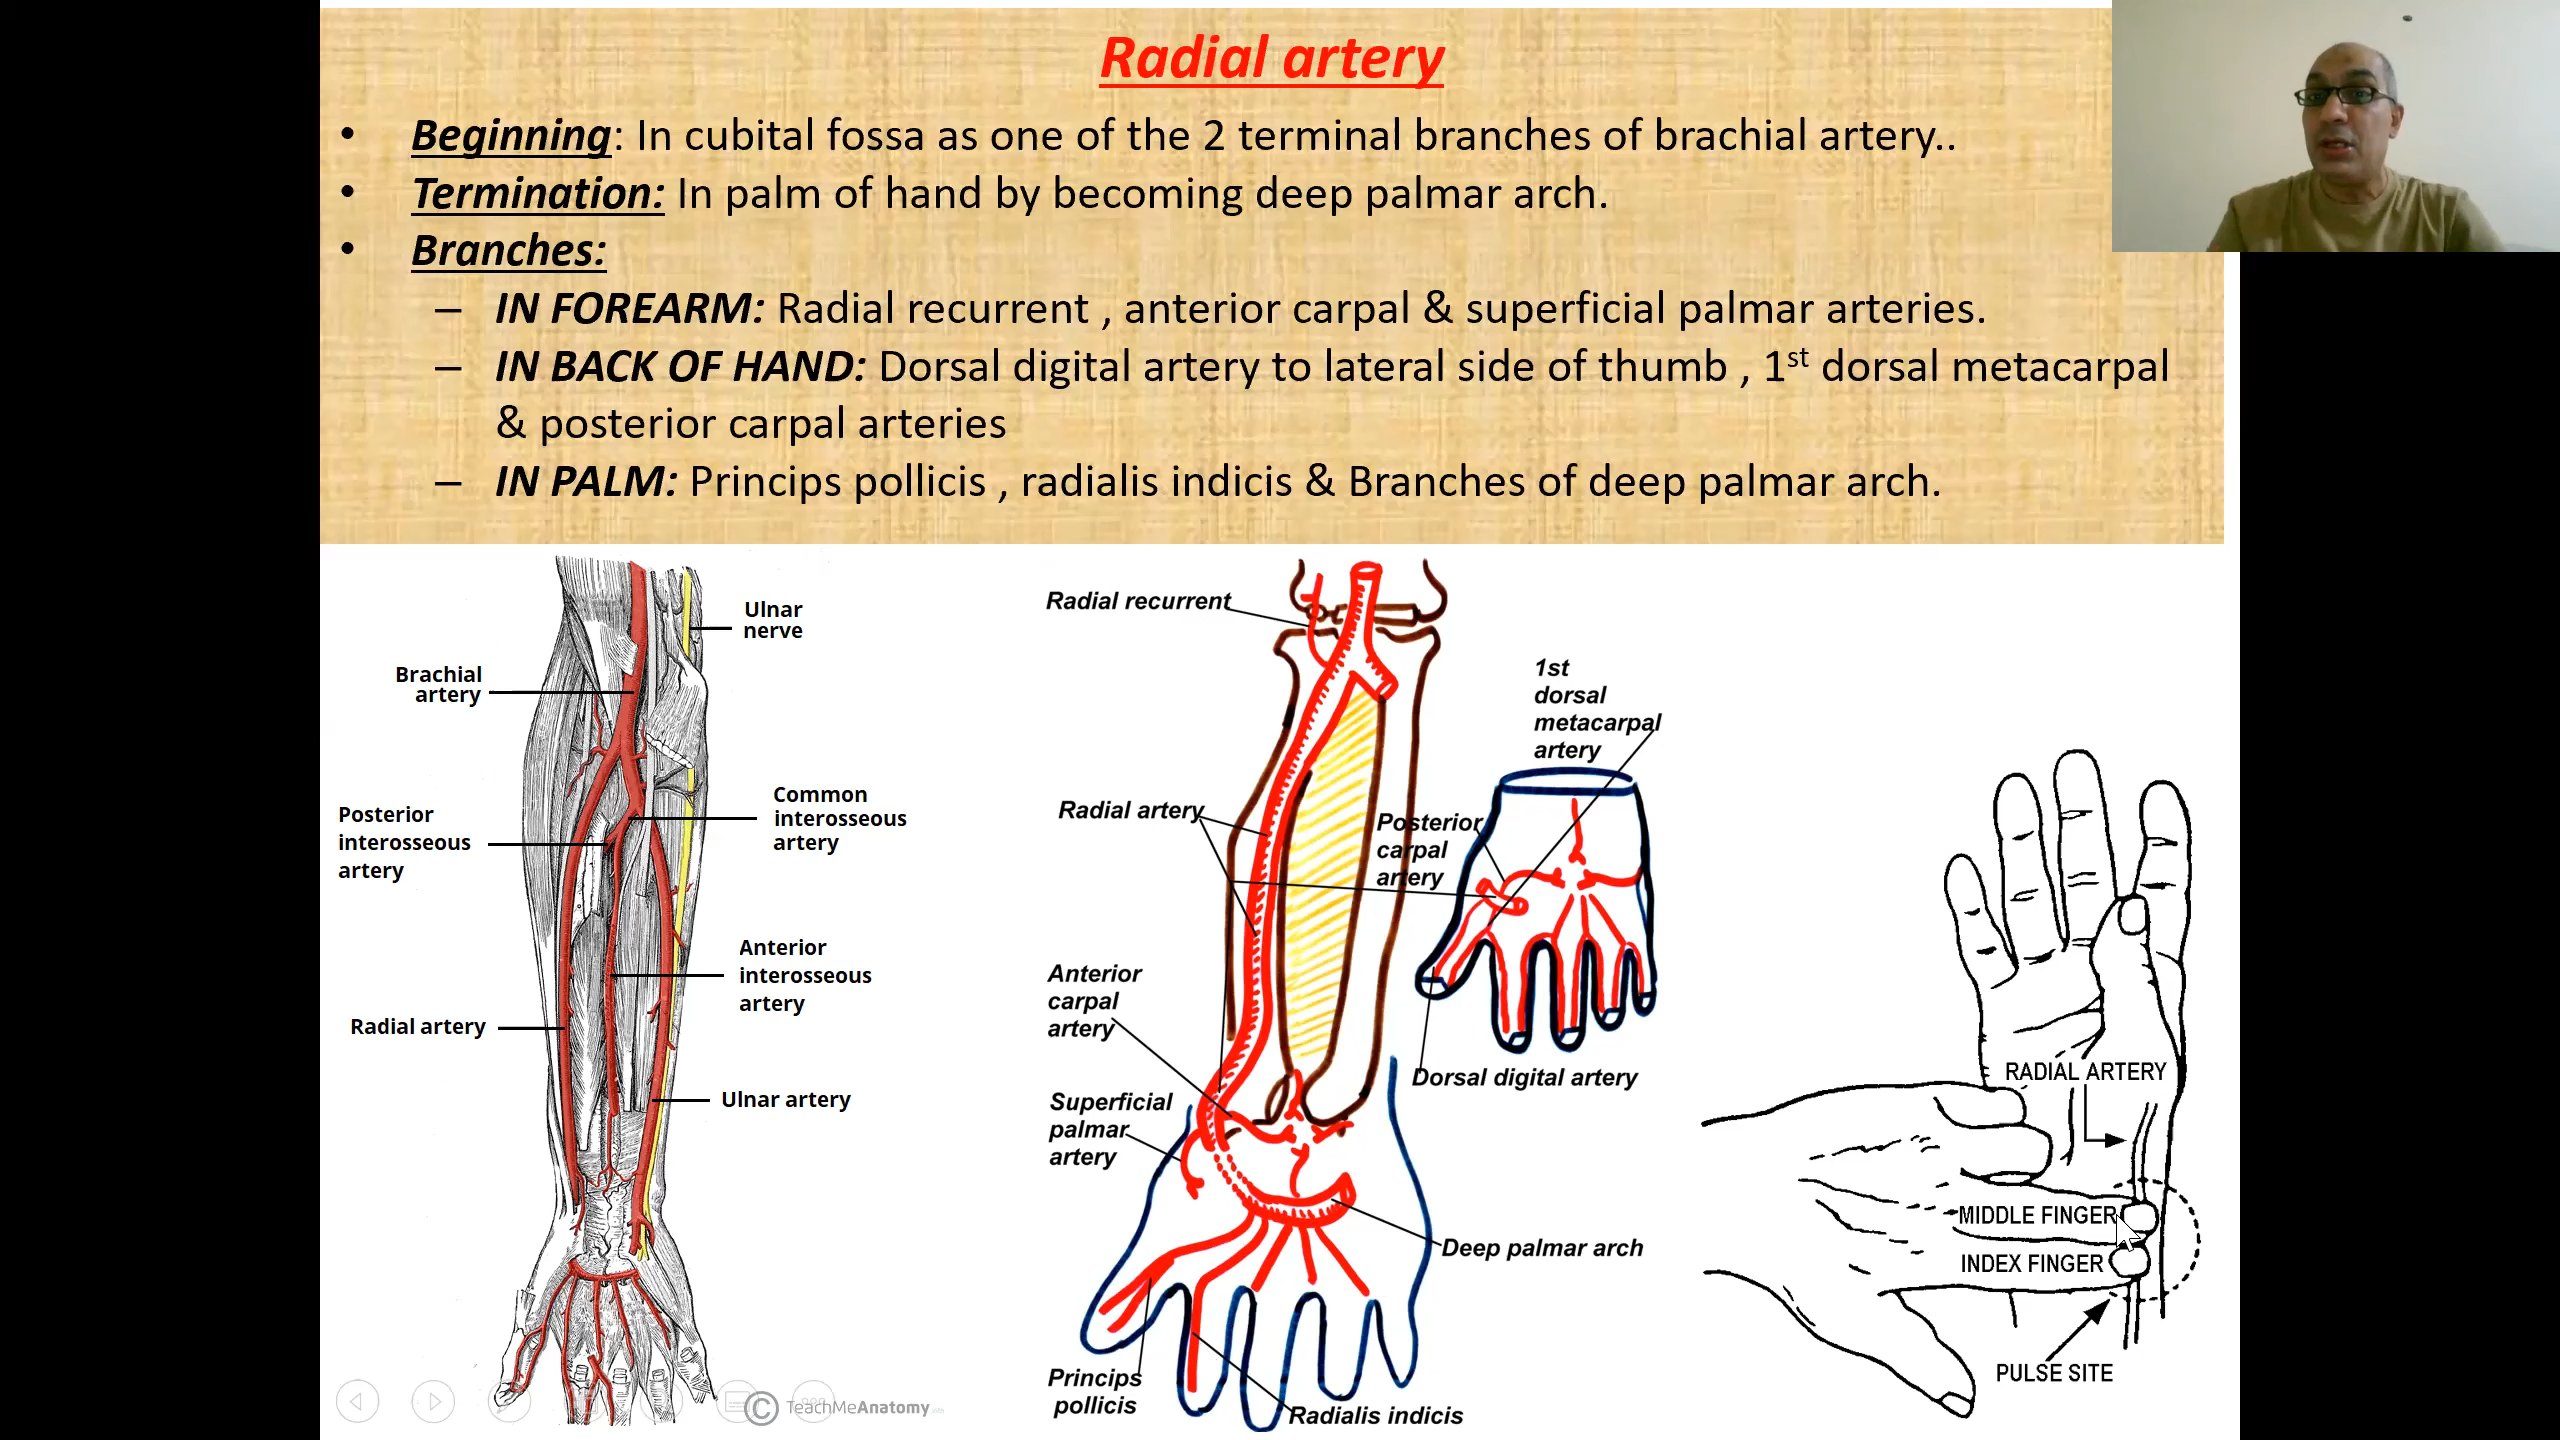 Radial artery
• Beginning: In cubital fossa as one of the 2 terminal branches of brachial artery..
• Termination: In palm of hand by becoming deep palmar arch.
• Branches:
– IN FOREARM: Radial recurrent , anterior carpal & superficial palmar arteries.
– IN BACK OF HAND: Dorsal digital artery to lateral side of thumb , 1st dorsal metacarpal
& posterior carpal arteries
– IN PALM: Princips pollicis , radialis indicis & Branches of deep palmar arch.
Ulnar
nerve
Brachial
artery
Common
interosseous
artery
Posterior
interosseous
artery
Anterior
interosseous
artery
Radial artery
Ulnar artery
© TeachMeAnatomy
Radial recurrent
1st
dorsal
metacarpal
artery
Radial artery
Posterior
carpal
artery
Anterior
carpal
artery
Dorsal digital artery
Superficial
palmar
artery
Deep palmar arch
Princips
pollicis
Radialis indicis
RADIAL ARTERY
MIDDLE FINGER
INDEX FINGER
PULSE SITE